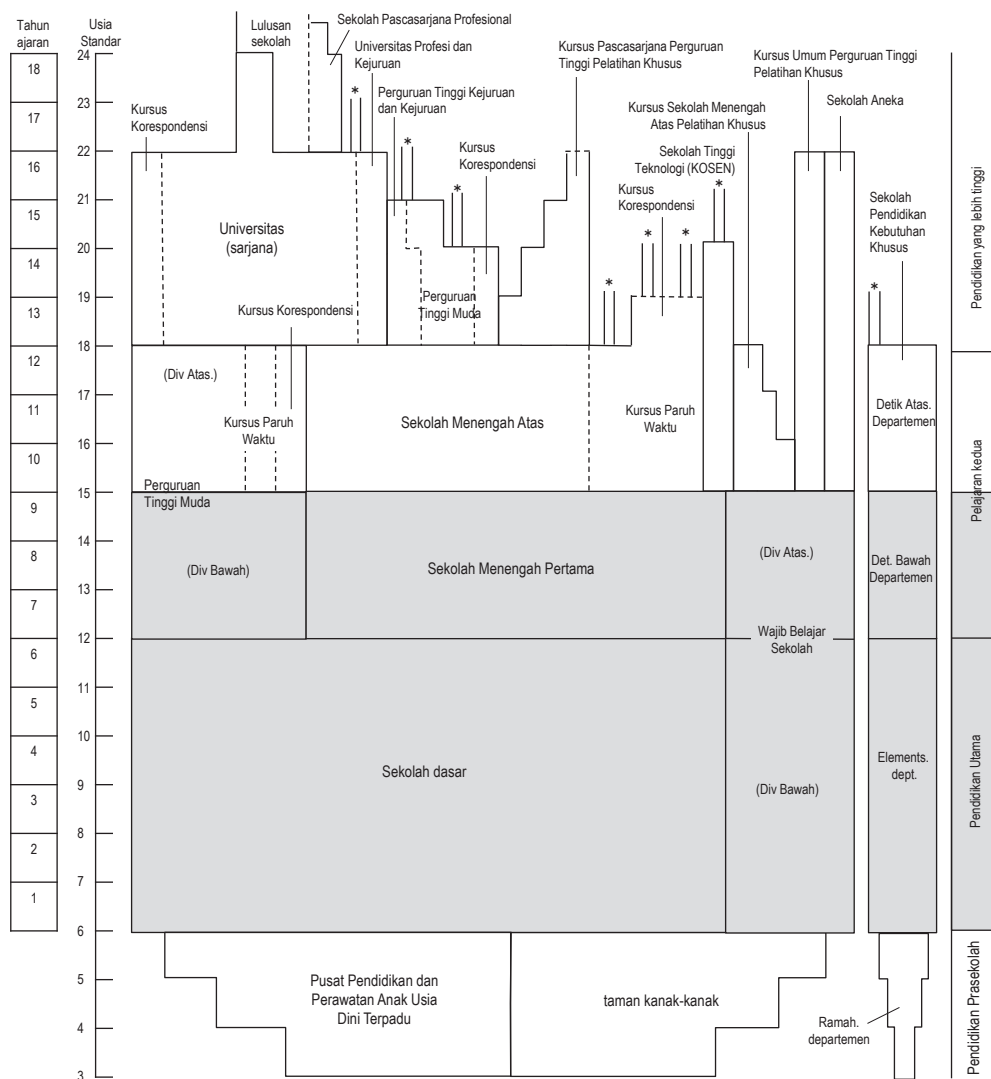 Tahun
ajaran
Usia
Standar
Lulusan
sekolah
Sekolah Pascasarjana Profesional
Universitas Profesi dan
Kejuruan
Kursus Pascasarjana Perguruan
Tinggi Pelatihan Khusus
Kursus Umum Perguruan Tinggi
Pelatihan Khusus
Perguruan Tinggi Kejuruan
dan Kejuruan
Kursus Sekolah Menengah
Atas Pelatihan Khusus
Sekolah Aneka
Kursus
Korespondensi
Kursus
Korespondensi
Sekolah Tinggi
Teknologi (KOSEN)
Kursus
Korespondensi
Sekolah
Pendidikan
Kebutuhan
Khusus
Universitas
(sarjana)
Perguruan
Tinggi Muda
Kursus Korespondensi
* * * * * * * *
(Div Atas.)
Kursus Paruh
Waktu
Sekolah Menengah Atas
Kursus Paruh
Waktu
Detik Atas.
Departemen
Perguruan
Tinggi Muda
(Div Bawah)
Sekolah Menengah Pertama
(Div Atas.)
Det. Bawah
Departemen
Wajib Belajar
Sekolah
Sekolah dasar
(Div Bawah)
Elements.
dept.
Pusat Pendidikan dan
Perawatan Anak Usia
Dini Terpadu
taman kanak-kanak
Ramah.
departemen
18
17
16
15
14
13
12
11
10
9
8
7
6
5
4
3
2
1
24
23
22
21
20
19
18
17
16
15
14
13
12
11
10
9
8
7
6
5
4
3
Pendidikan yang lebih tinggi
Pelajaran kedua
Pendidikan Utama
Pendidikan Prasekolah